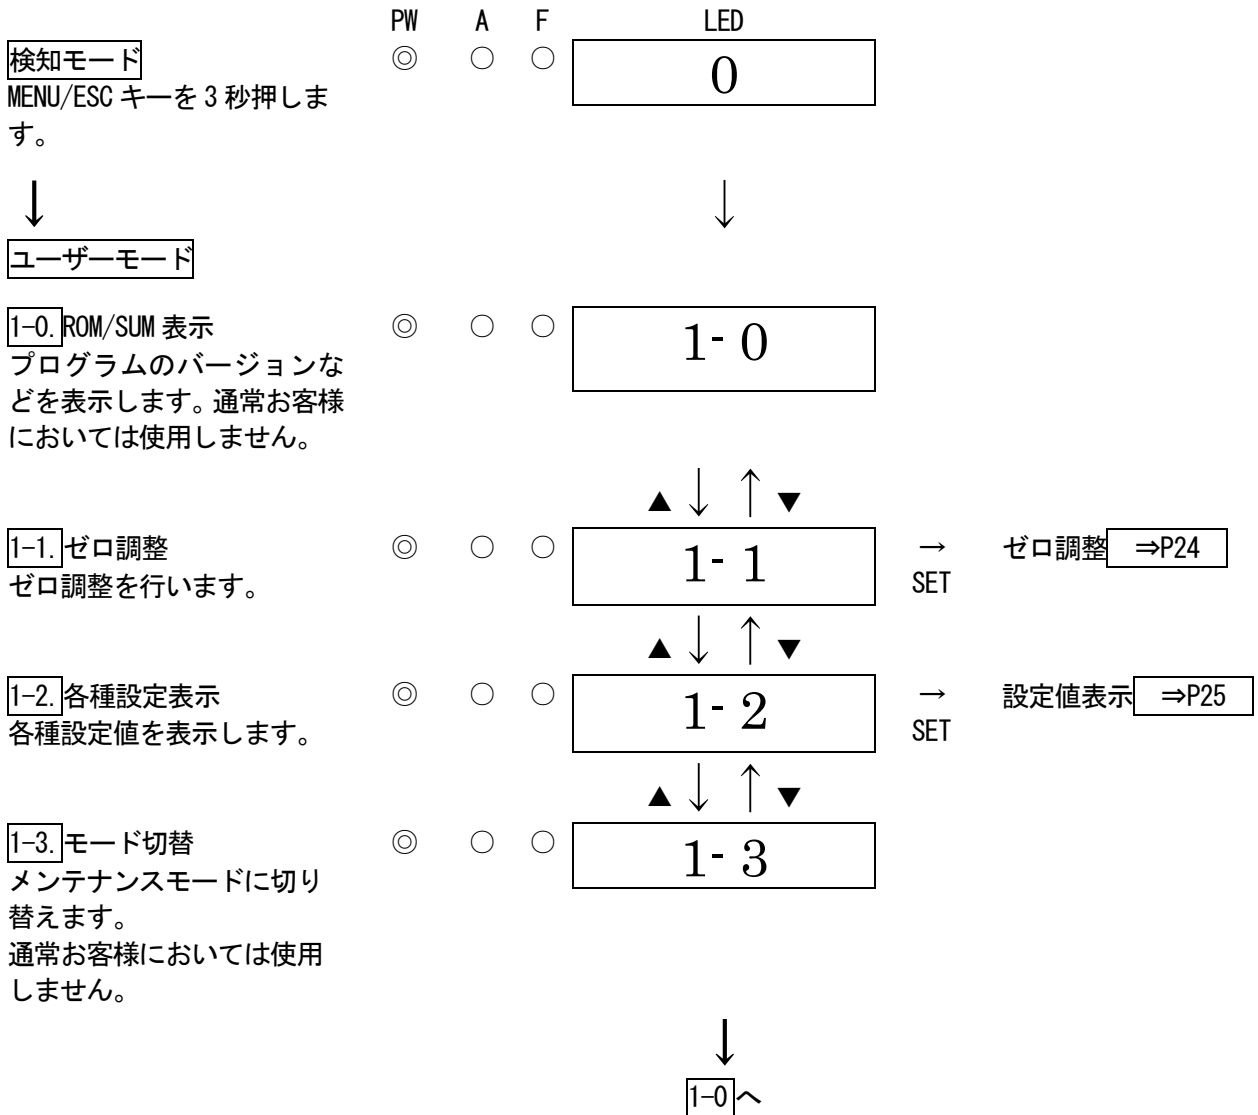 PW A F LED
検知モード ◎ ○ ○ 0
MENU/ESC キーを 3 秒押しま
す。
↓ ↓
ユーザーモード
1-0.ROM/SUM 表示 ◎ ○ ○ 1- 0
プログラムのバージョンな
どを表示します。通常お客様
においては使用しません。
▲ ↓ ↑ ▼
1-1.ゼロ調整 ◎ ○ ○ 1- 1 → ゼロ調整 ⇒P24
ゼロ調整を行います。 SET
▲ ↓ ↑ ▼
1-2.各種設定表示 ◎ ○ ○ 1- 2 → 設定値表示 ⇒P25
各種設定値を表示します。 SET
▲ ↓ ↑ ▼
1-3.モード切替 ◎ ○ ○ 1- 3
メンテナンスモードに切り
替えます。
通常お客様においては使用
しません。
↓
1-0へ